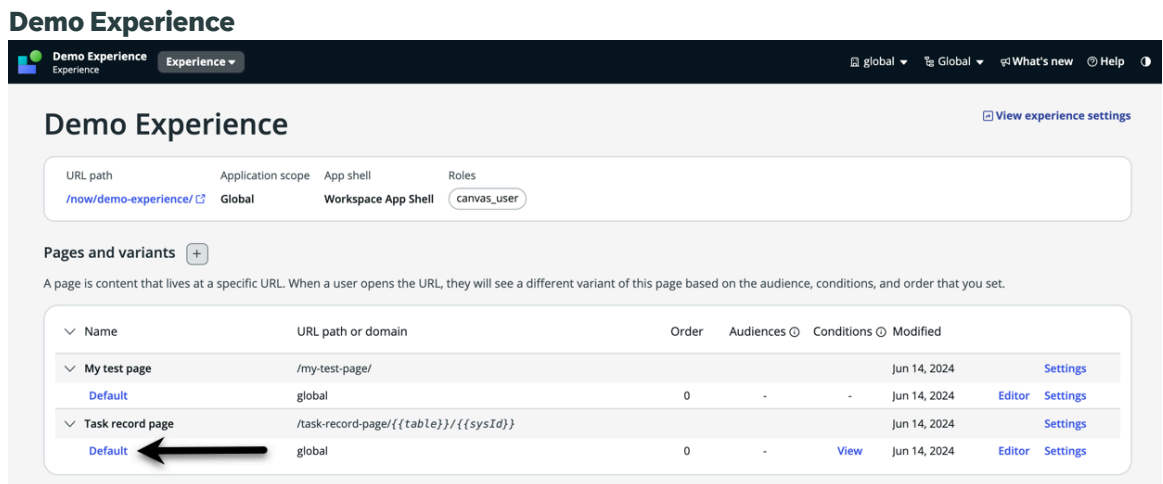 Demo Experience
Demo Experience
Experience
Experience
global
Global
What's new
Help
Demo Experience
View experience settings
URL path Application scope App shell Roles
/now/demo-experience/ Global Workspace App Shell canvas_user
Pages and variants +
A page is content that lives at a specific URL. When a user opens the URL, they will see a different variant of this page based on the audience, conditions, and order that you set.
Name URL path or domain Order Audiences Conditions Modified
My test page /my-test-page/ Jun 14, 2024 Settings
Default global 0 - - Jun 14, 2024 Editor Settings
Task record page /task-record-page/{{table}}/{{sysId}} Jun 14, 2024 Settings
Default global 0 - View Jun 14, 2024 Editor Settings